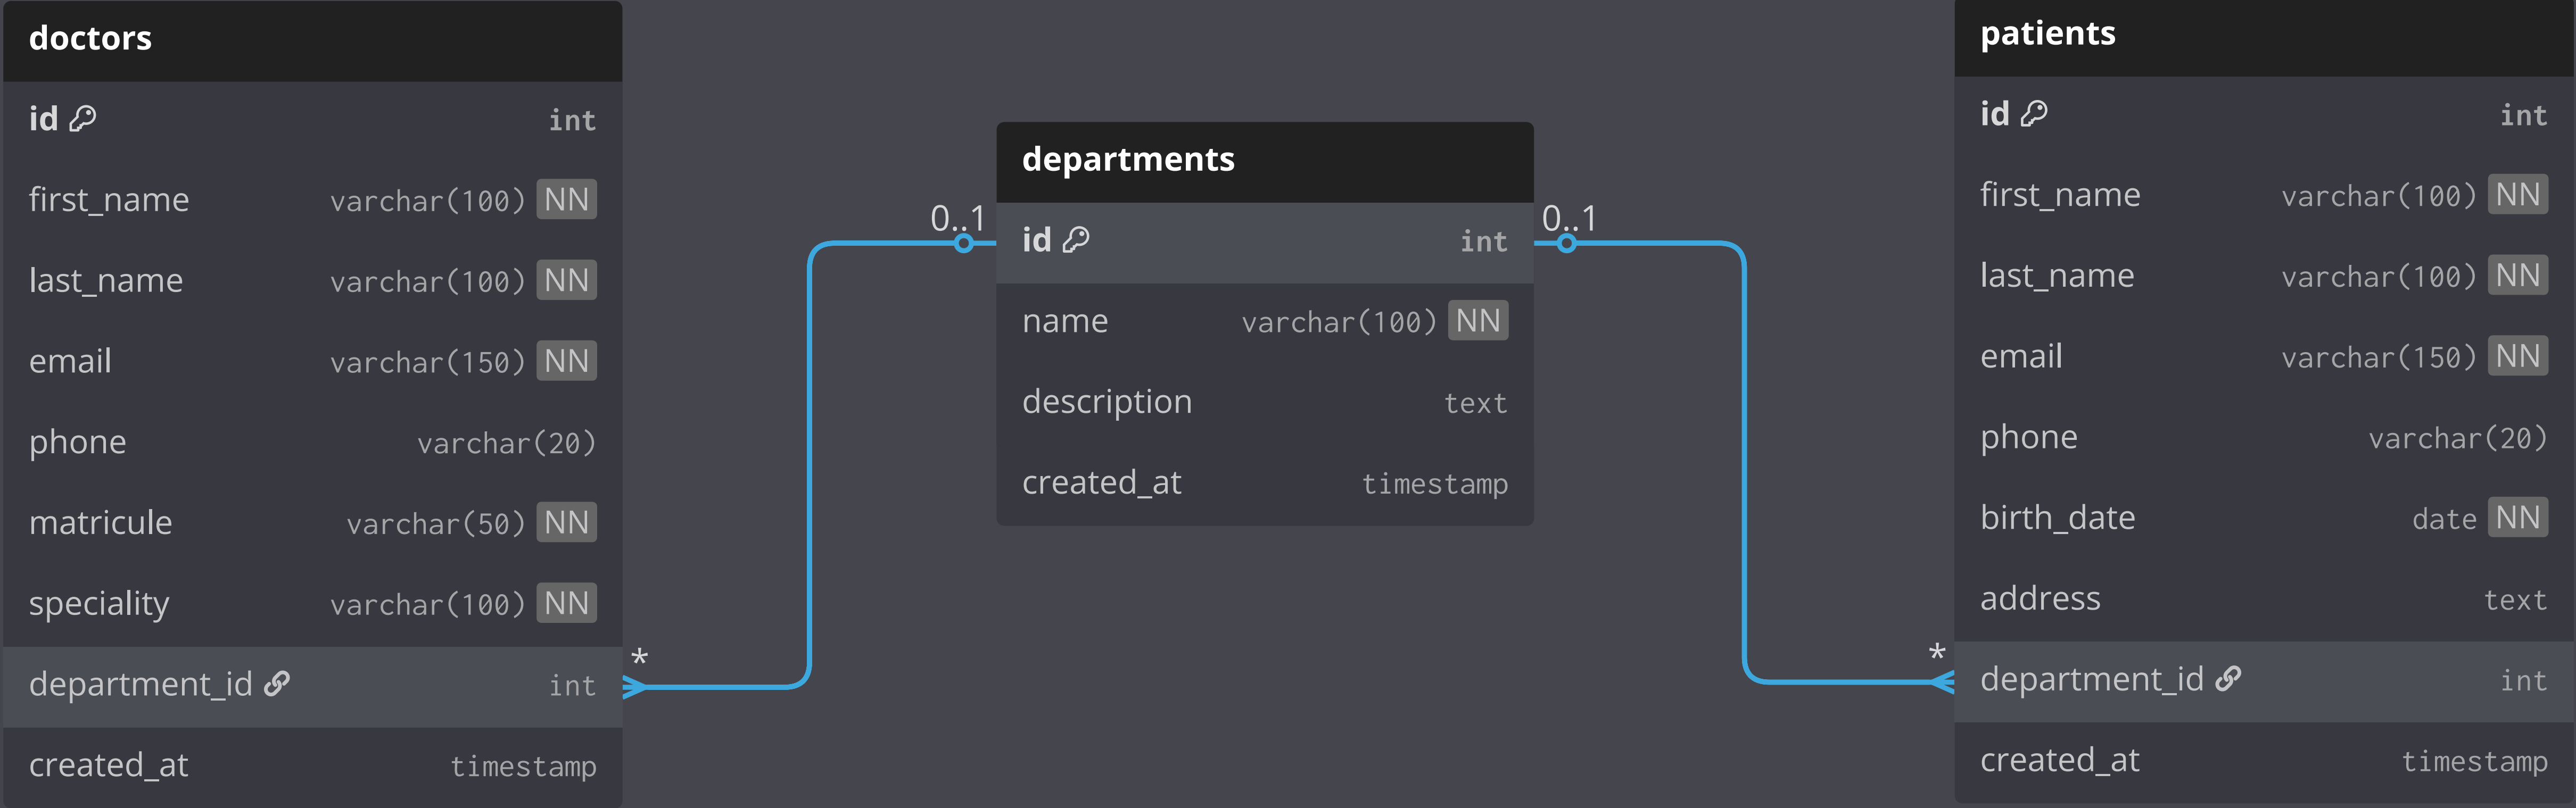 doctors
id int
first_name varchar(100) NN
last_name varchar(100) NN
email varchar(150) NN
phone varchar(20)
matricule varchar(50) NN
speciality varchar(100) NN
department_id int
created_at timestamp
*
0..1
departments
id int
name varchar(100) NN
description text
created_at timestamp
0..1
*
patients
id int
first_name varchar(100) NN
last_name varchar(100) NN
email varchar(150) NN
phone varchar(20)
birth_date date NN
address text
department_id int
created_at timestamp